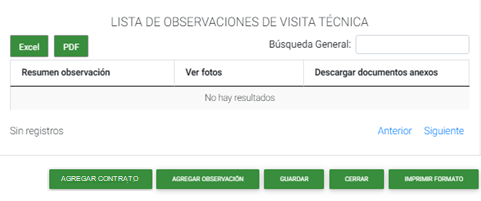 LISTA DE OBSERVACIONES DE VISITA TÉCNICA
Excel PDF Búsqueda General:
Resumen observación Ver fotos Descargar documentos anexos
No hay resultados
Sin registros Anterior Siguiente
AGREGAR CONTRATO AGREGAR OBSERVACIÓN GUARDAR CERRAR IMPRIMIR FORMATO